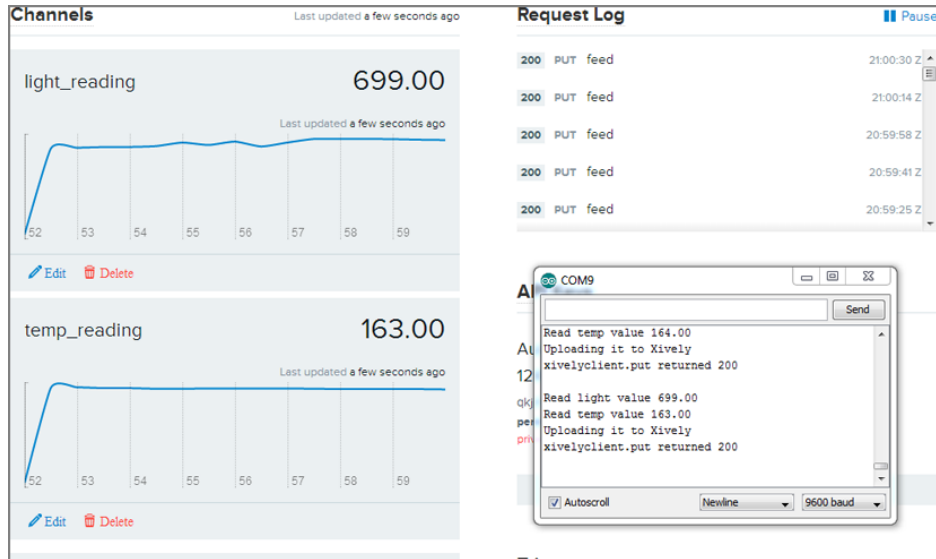 Channels
Last updated a few seconds ago
light_reading
699.00
Last updated a few seconds ago
52 53 54 55 56 57 58 59
Edit Delete
temp_reading
163.00
Last updated a few seconds ago
52 53 54 55 56 57 58 59
Edit Delete
Request Log
Pause
200 PUT feed 21:00:30 Z
200 PUT feed 21:00:14 Z
200 PUT feed 20:59:58 Z
200 PUT feed 20:59:41 Z
200 PUT feed 20:59:25 Z
COM9
Send
Read temp value 164.00
Uploading it to Xively
xivelyclient.put returned 200
Read light value 699.00
Read temp value 163.00
Uploading it to Xively
xivelyclient.put returned 200
Autoscroll
Newline
9600 baud